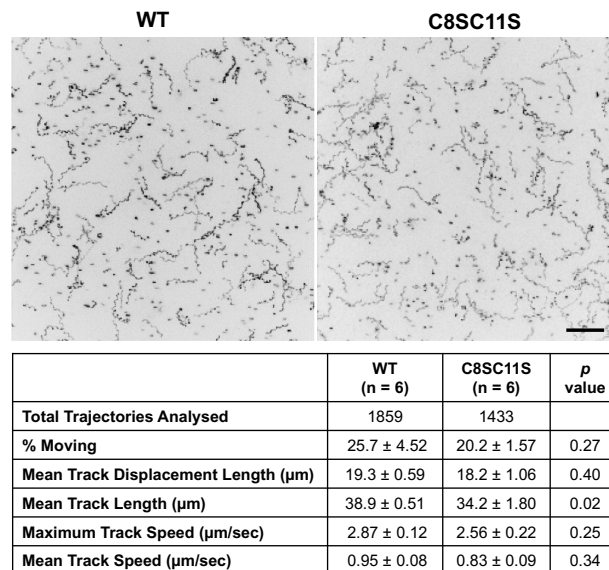 WT C8SC11S
WT C8SC11S p
(n = 6) (n = 6) value
Total Trajectories Analysed 1859 1433
% Moving 25.7 ± 4.52 20.2 ± 1.57 0.27
Mean Track Displacement Length (µm) 19.3 ± 0.59 18.2 ± 1.06 0.40
Mean Track Length (µm) 38.9 ± 0.51 34.2 ± 1.80 0.02
Maximum Track Speed (µm/sec) 2.87 ± 0.12 2.56 ± 0.22 0.25
Mean Track Speed (µm/sec) 0.95 ± 0.08 0.83 ± 0.09 0.34